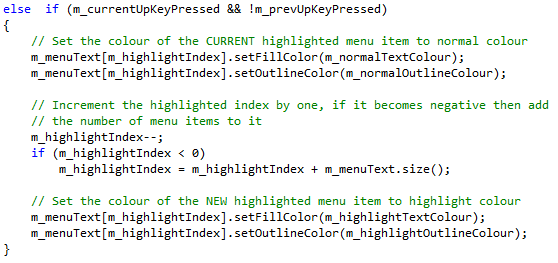 else  if (m_currentUpKeyPressed && !m_prevUpKeyPressed)
{
    // Set the colour of the CURRENT highlighted menu item to normal colour
    m_menuText[m_highlightIndex].setFillColor(m_normalTextColour);
    m_menuText[m_highlightIndex].setOutlineColor(m_normalOutlineColour);

    // Increment the highlighted index by one, if it becomes negative then add
    // the number of menu items to it
    m_highlightIndex--;
    if (m_highlightIndex < 0)
        m_highlightIndex = m_highlightIndex + m_menuText.size();

    // Set the colour of the NEW highlighted menu item to highlight colour
    m_menuText[m_highlightIndex].setFillColor(m_highlightTextColour);
    m_menuText[m_highlightIndex].setOutlineColor(m_highlightOutlineColour);
}